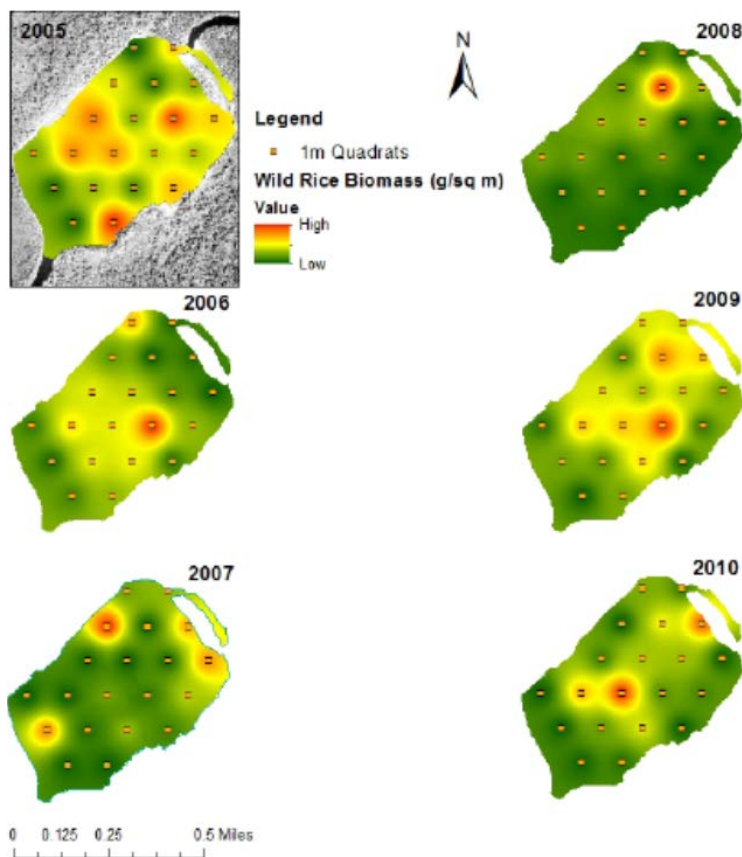 2005
2008
N
Legend
1m Quadrats
Wild Rice Biomass (g/sq m)
Value
High
Low
2006
2009
2007
2010
0 0.125 0.25 0.5 Miles